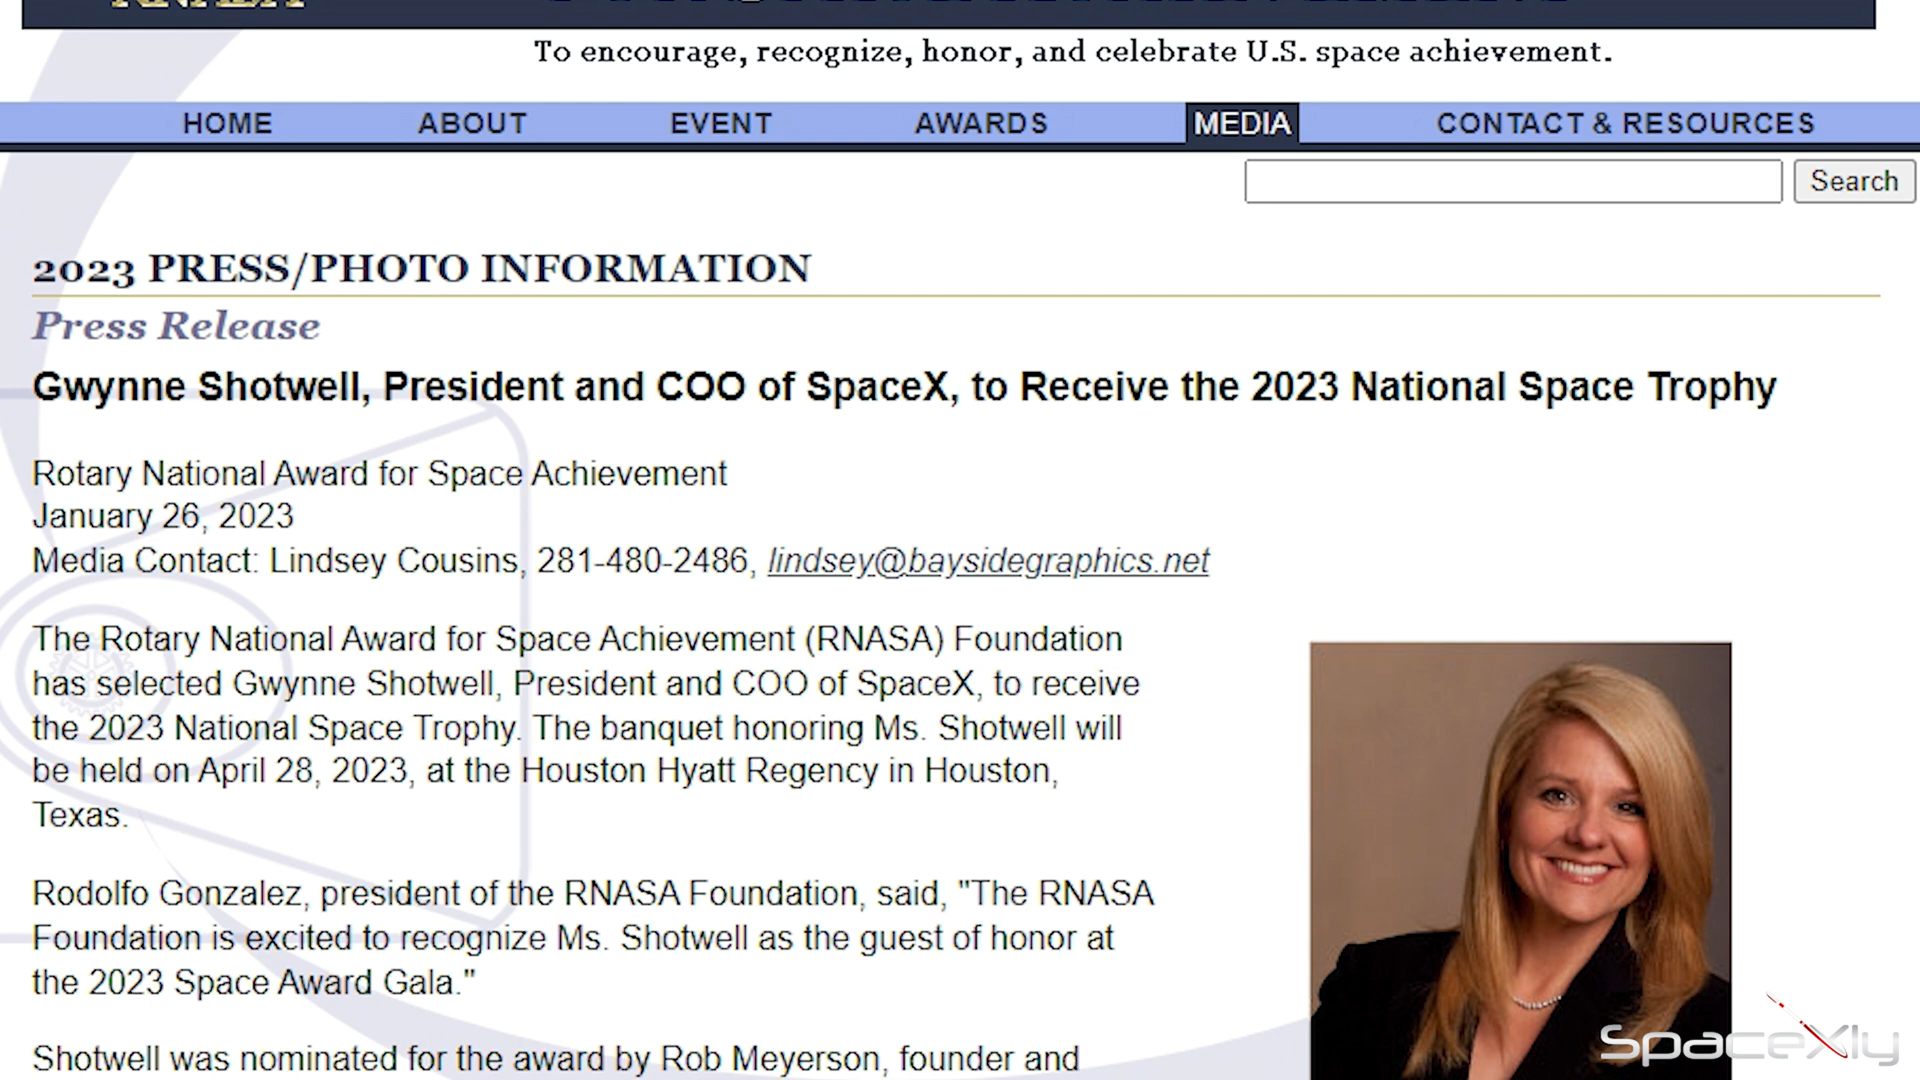 To encourage, recognize, honor, and celebrate U.S. space achievement.
HOME ABOUT EVENT AWARDS MEDIA CONTACT & RESOURCES
Search
2023 PRESS/PHOTO INFORMATION
Press Release
Gwynne Shotwell, President and COO of SpaceX, to Receive the 2023 National Space Trophy
Rotary National Award for Space Achievement
January 26, 2023
Media Contact: Lindsey Cousins, 281-480-2486, lindsey@baysidegraphics.net
The Rotary National Award for Space Achievement (RNASA) Foundation
has selected Gwynne Shotwell, President and COO of SpaceX, to receive
the 2023 National Space Trophy. The banquet honoring Ms. Shotwell will
be held on April 28, 2023, at the Houston Hyatt Regency in Houston,
Texas.
Rodolfo Gonzalez, president of the RNASA Foundation, said, "The RNASA
Foundation is excited to recognize Ms. Shotwell as the guest of honor at
the 2023 Space Award Gala."
Shotwell was nominated for the award by Rob Meyerson, founder and
SpaceXly